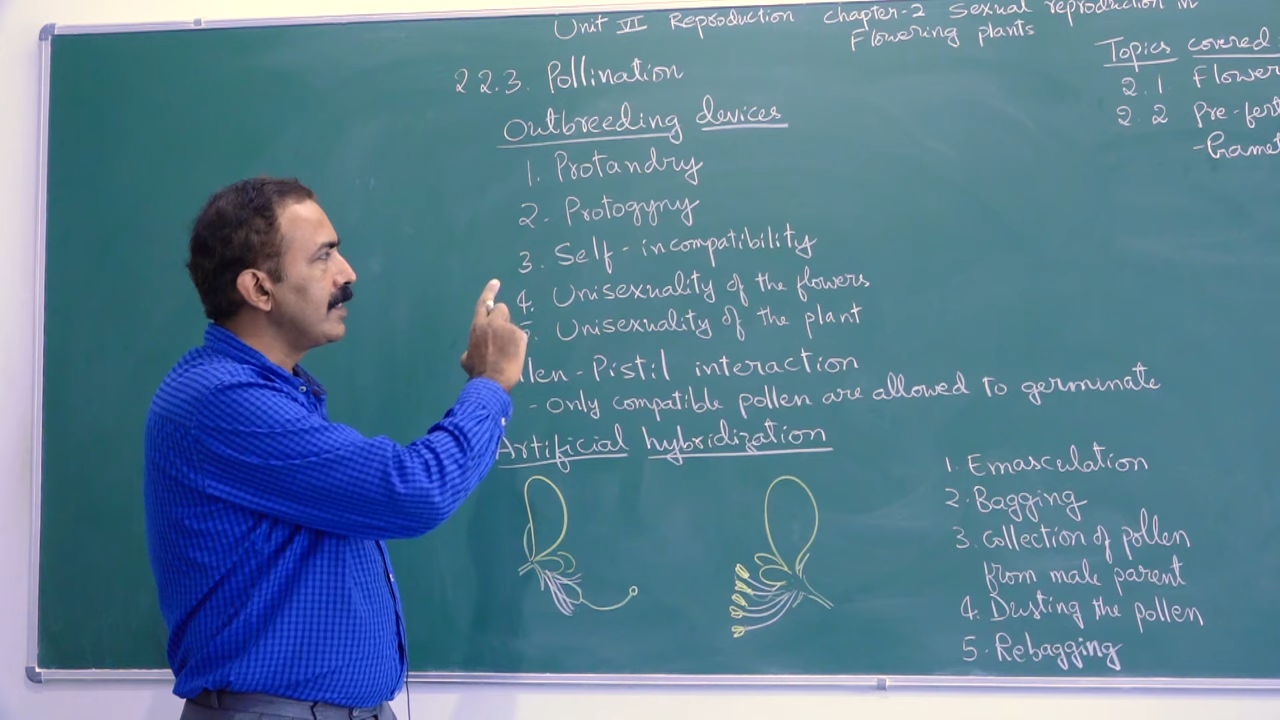 Unit VI Reproduction chapter-2 Sexual reproduction in
Flowering plants
Topics covered
2.1 Flower
2.2 Pre-fert
-Gamet
2 2.3. Pollination
Outbreeding devices
1. Protandry
2. Protogyny
3. Self-incompatibility
4. Unisexuality of the flowers
5. Unisexuality of the plant
llen-Pistil interaction
- Only compatible pollen are allowed to germinate
Artificial hybridization
1. Emasculation
2. Bagging
3. Collection of pollen
from male parent
4. Dusting the pollen
5. Rebagging